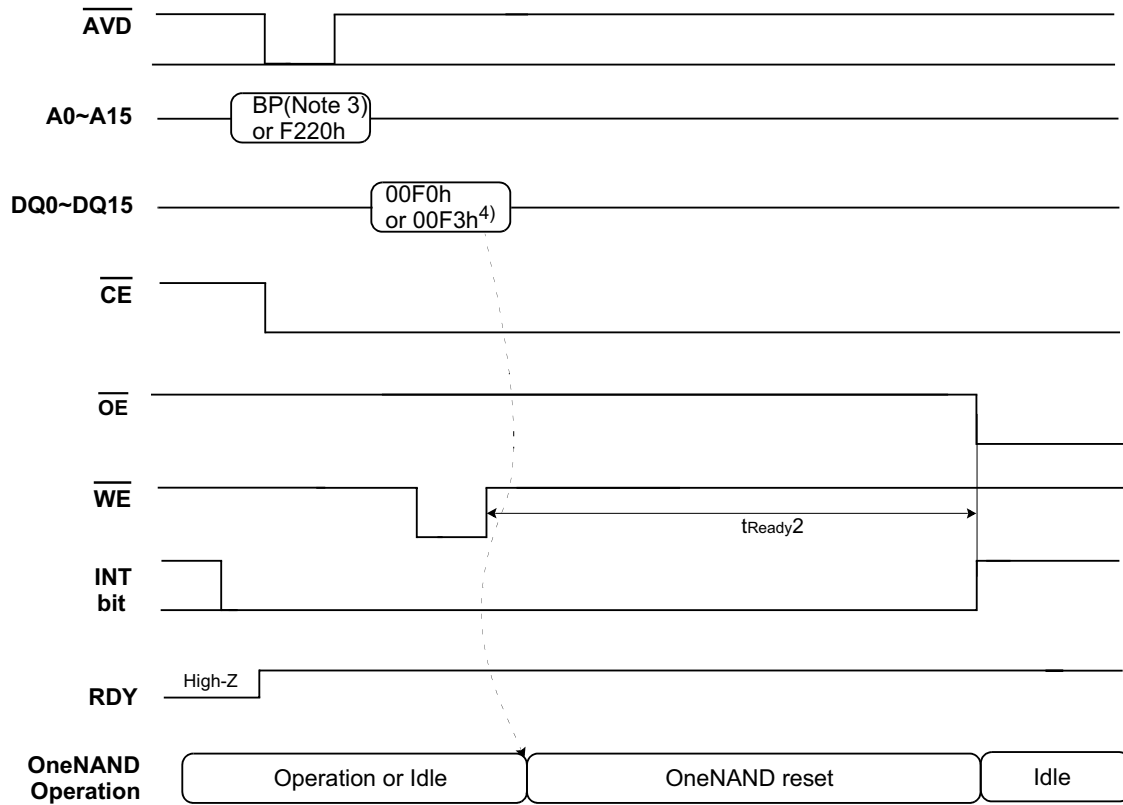 AVD
A0~A15
BP(Note 3)
or F220h
DQ0~DQ15
00F0h
or 00F3h4)
CE
OE
WE
tReady2
INT
bit
High-Z
RDY
OneNAND
Operation
Operation or Idle
OneNAND reset
Idle